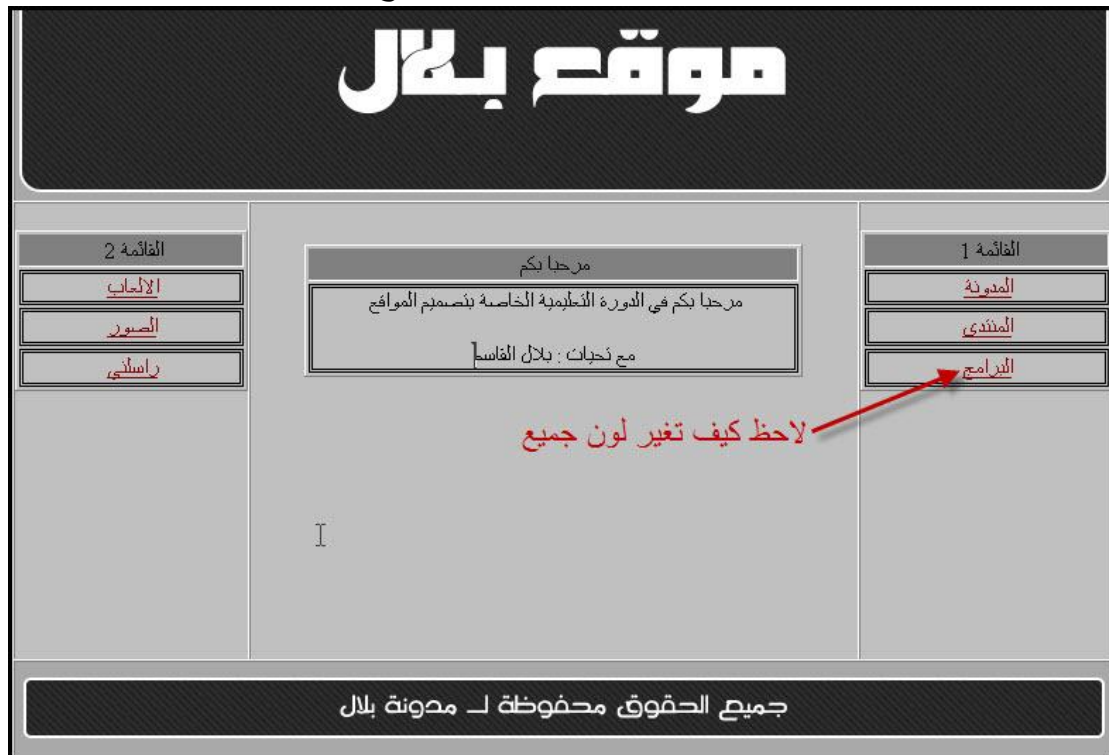 موقع بلال
القائمة 1
المدونة
المنتدى
البرامج
مرحبا بكم
مرحبا بكم في الدورة التعليمية الخاصة بتصميم المواقع
مع تحيات : بلال القاسم
القائمة 2
الالعاب
الصور
راسلني
لاحظ كيف تغير لون جميع
جميع الحقوق محفوظة لـ مدونة بلال